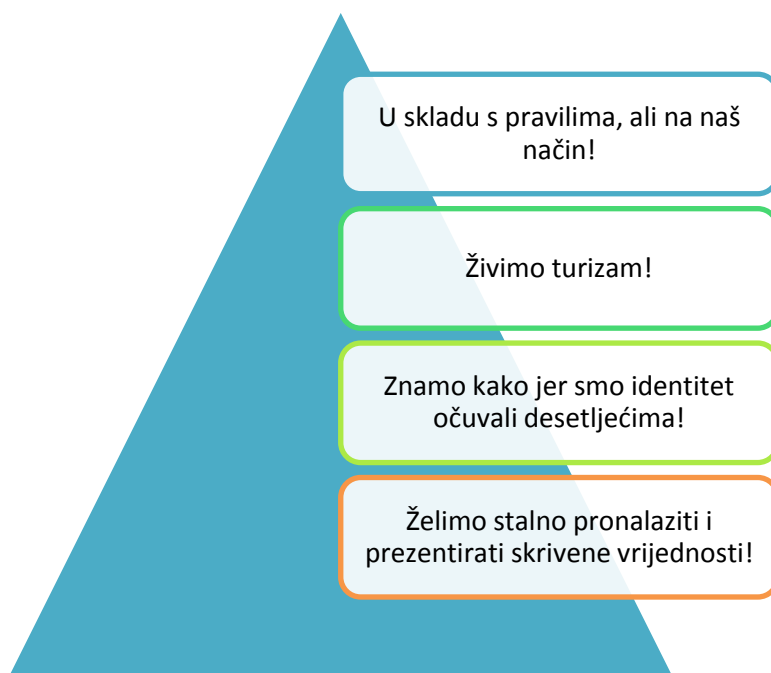 U skladu s pravilima, ali na naš
način!
Živimo turizam!
Znamo kako jer smo identitet
očuvali desetljećima!
Želimo stalno pronalaziti i
prezentirati skrivene vrijednosti!